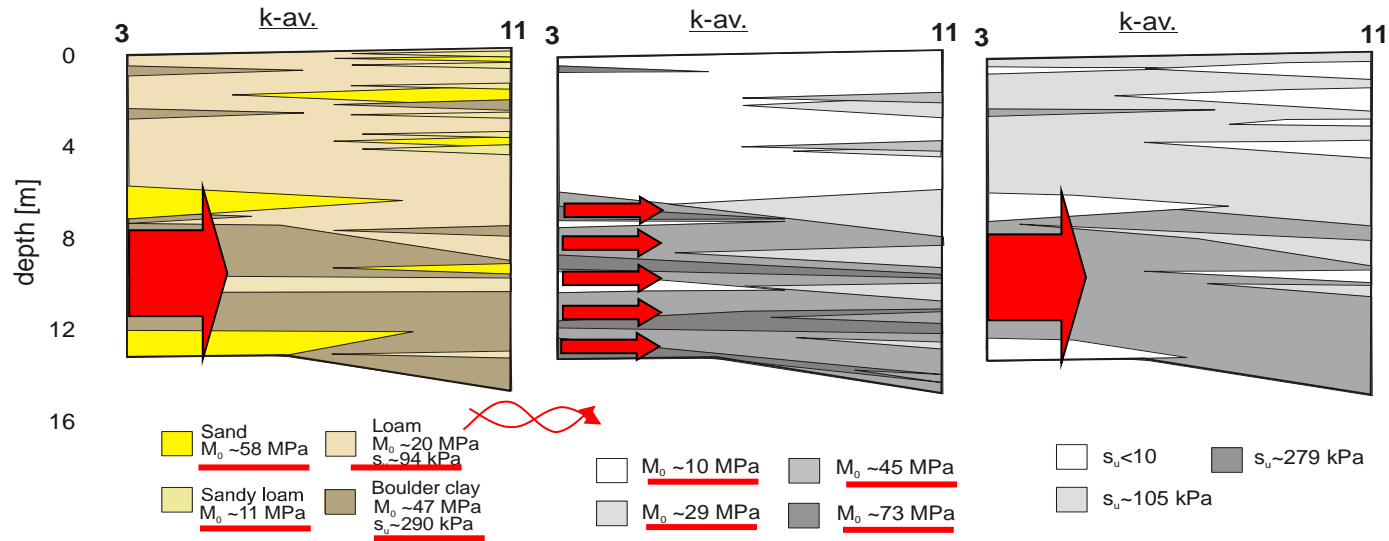 k-av.
3
11
k-av.
3
11
k-av.
3
11
0
4
8
12
16
depth [m]
Sand
M₀ ~58 MPa
Loam
M₀ ~20 MPa
sᵤ~94 kPa
Sandy loam
M₀ ~11 MPa
Boulder clay
M₀ ~47 MPa
sᵤ~290 kPa
M₀ ~10 MPa
M₀ ~45 MPa
M₀ ~29 MPa
M₀ ~73 MPa
sᵤ<10
sᵤ~279 kPa
sᵤ~105 kPa